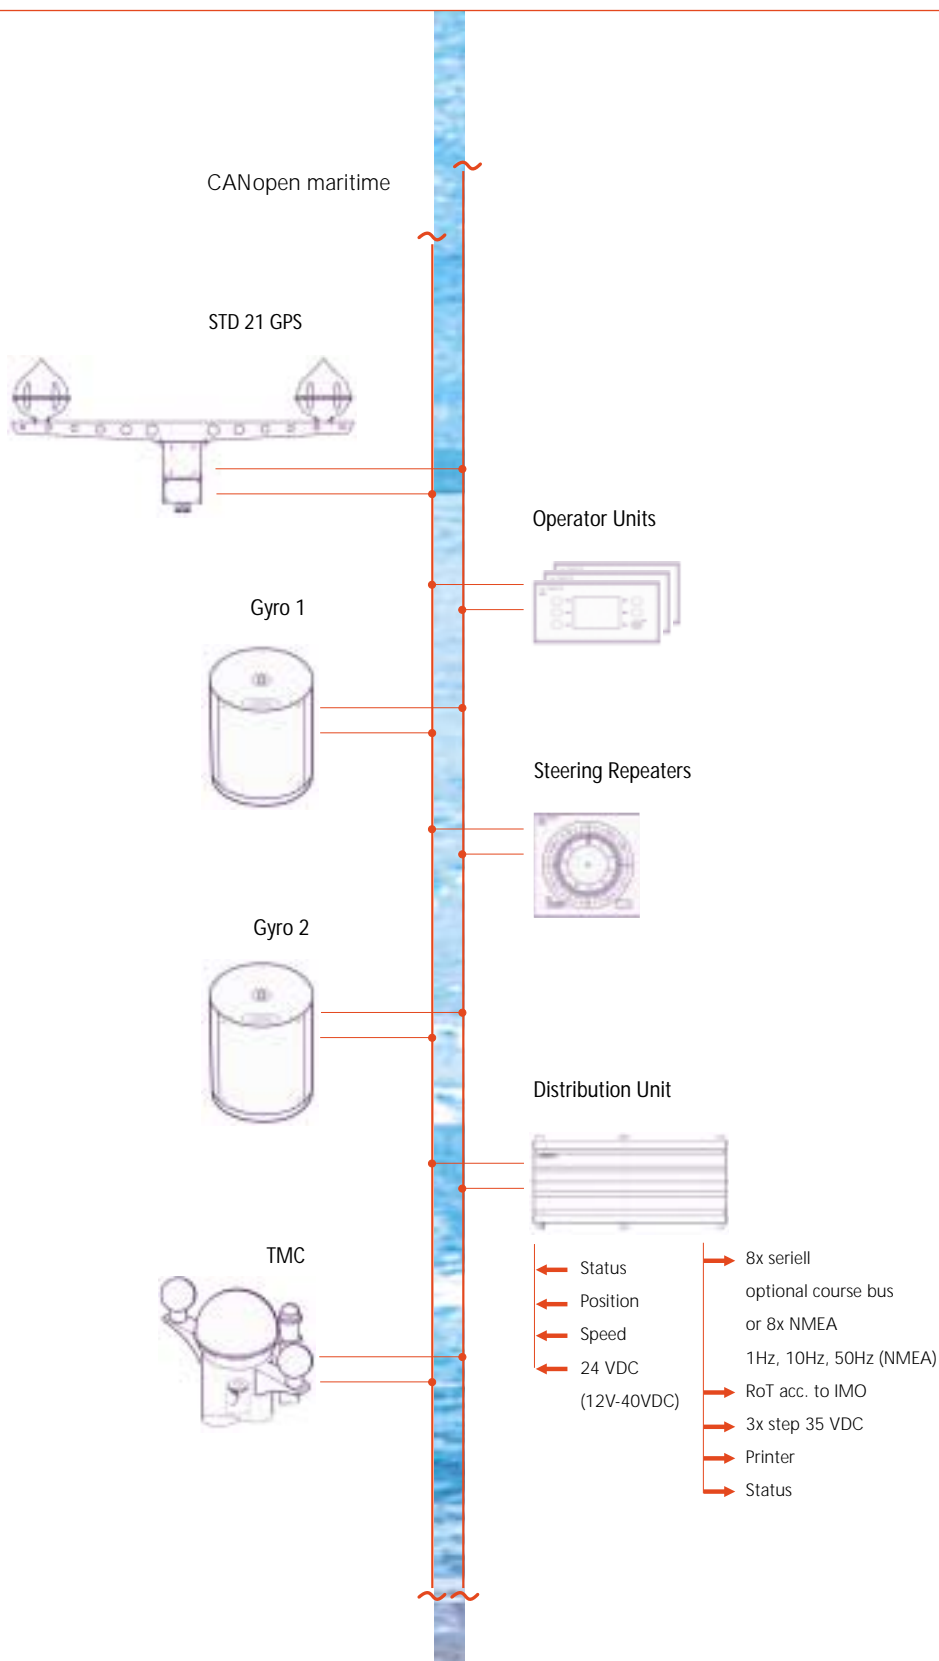 CANopen maritime
STD 21 GPS
Operator Units
Gyro 1
Steering Repeaters
Gyro 2
Distribution Unit
TMC
Status
Position
Speed
24 VDC
(12V-40VDC)
8x seriell
optional course bus
or 8x NMEA
1Hz, 10Hz, 50Hz (NMEA)
RoT acc. to IMO
3x step 35 VDC
Printer
Status